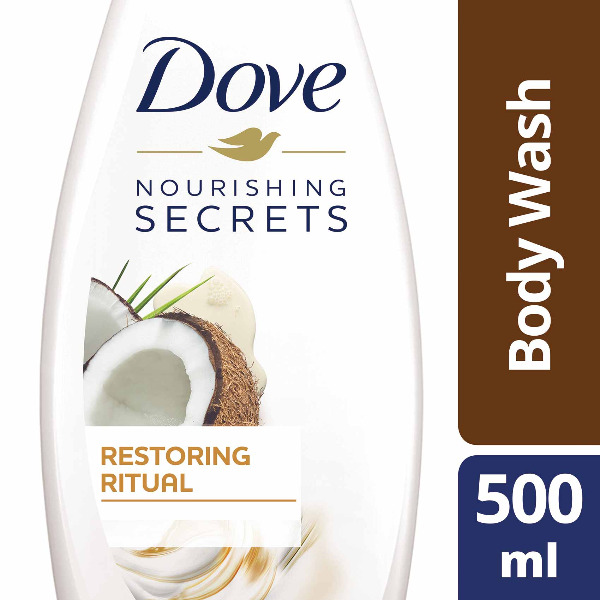 Dove
NOURISHING
SECRETS
RESTORING
RITUAL
Body Wash
500
ml